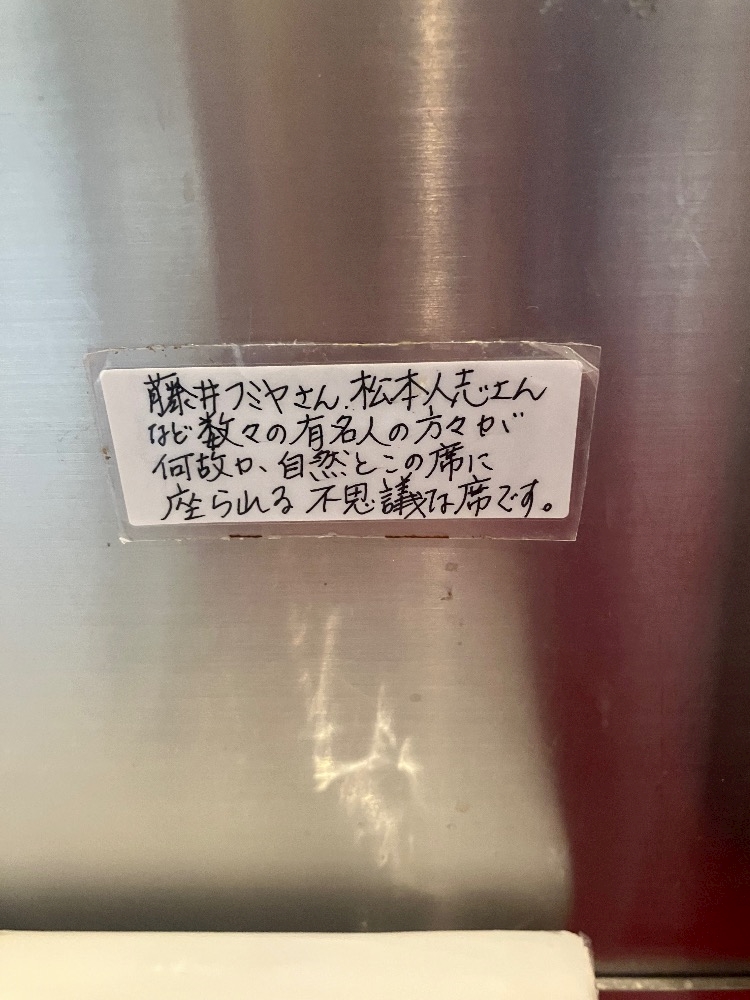 藤井フミヤさん、松本人志さん
など数々の有名人の方々が
何故か、自然とこの席に
座られる不思議な席です。